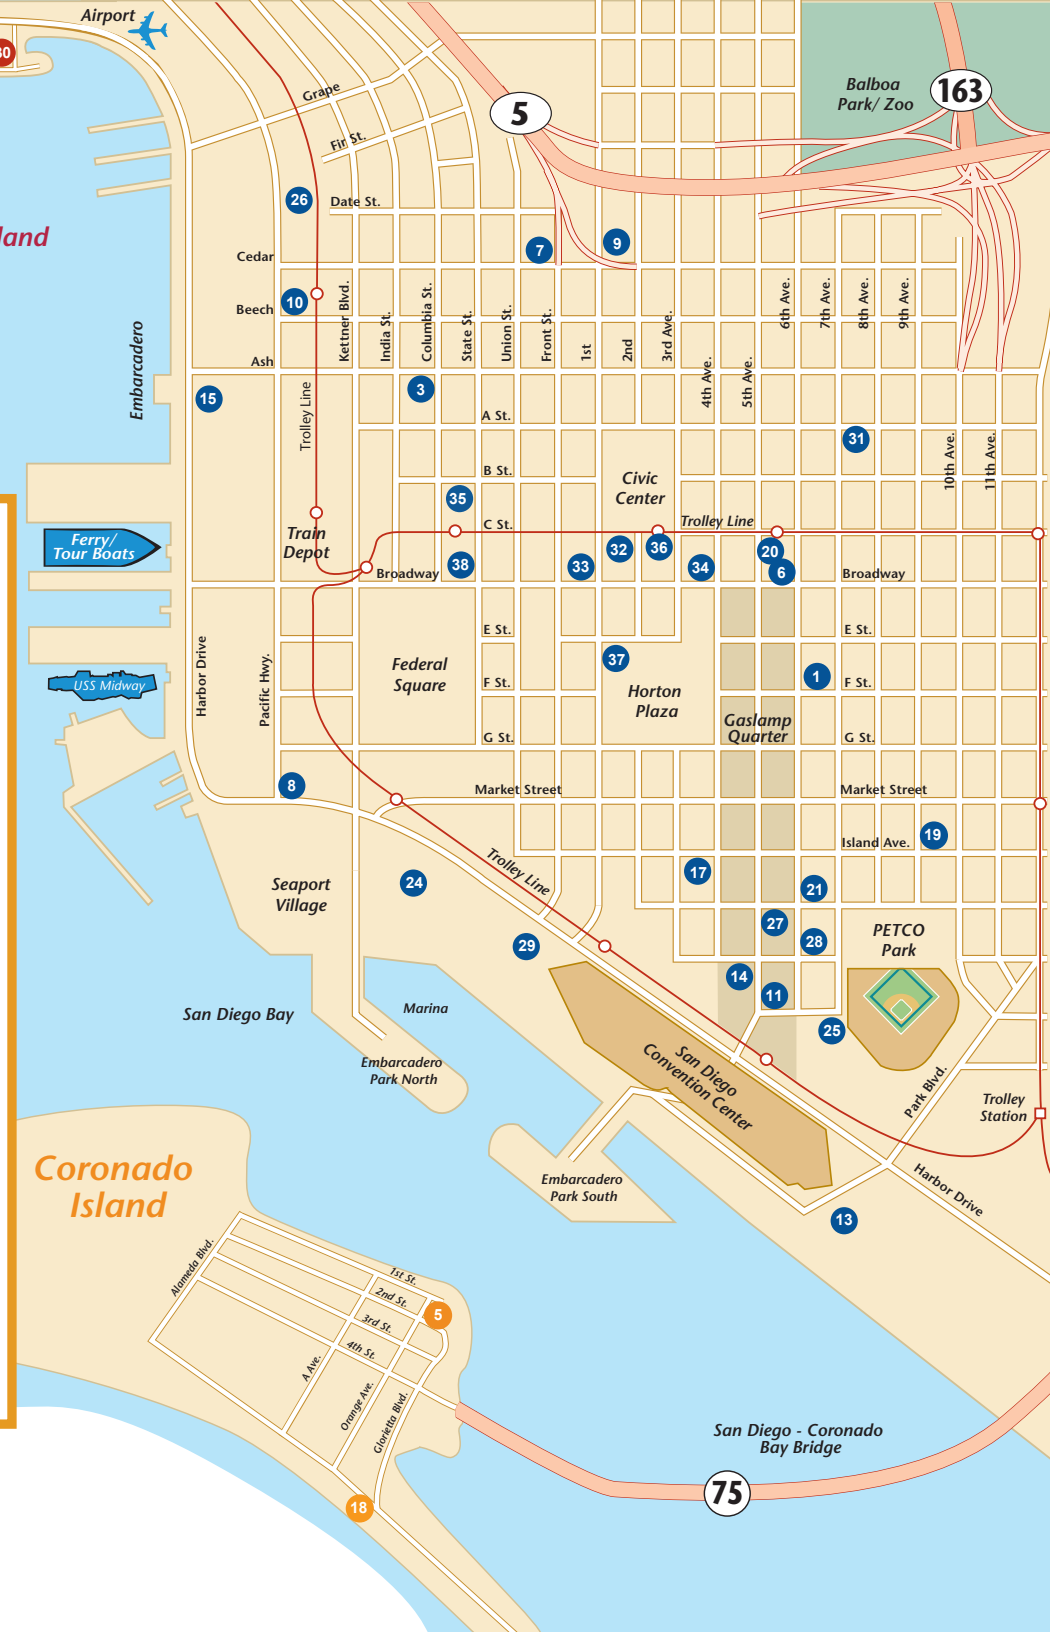 Airport
30
Balboa
Park/ Zoo
163
5
Grape
Fir St.
26
Date St.
land
7
9
Cedar
10
Beech
Kettner Blvd.
India St.
Columbia St.
State St.
Union St.
Front St.
1st
2nd
3rd Ave.
4th Ave.
5th Ave.
6th Ave.
7th Ave.
8th Ave.
9th Ave.
Ash
Embarcadero
15
Trolley Line
3
A St.
31
10th Ave.
11th Ave.
B St.
Civic
Center
35
C St.
Trolley Line
Train
Depot
Ferry/
Tour Boats
Broadway
38
33
32
36
34
20
6
Broadway
E St.
E St.
Harbor Drive
Pacific Hwy.
Federal
Square
37
F St.
1
F St.
Horton
Plaza
USS Midway
Gaslamp
Quarter
G St.
G St.
8
Market Street
Market Street
19
Island Ave.
Trolley Line
17
24
21
Seaport
Village
27
28
PETCO
Park
29
14
11
San Diego Bay
Marina
25
Embarcadero
Park North
San Diego
Convention Center
Park Blvd.
Trolley
Station
Coronado
Island
Embarcadero
Park South
Harbor Drive
13
Alameda Blvd.
1st St.
2nd St.
5
3rd St.
4th St.
A Ave.
Orange Ave.
Glorietta Blvd.
San Diego - Coronado
Bay Bridge
75
18